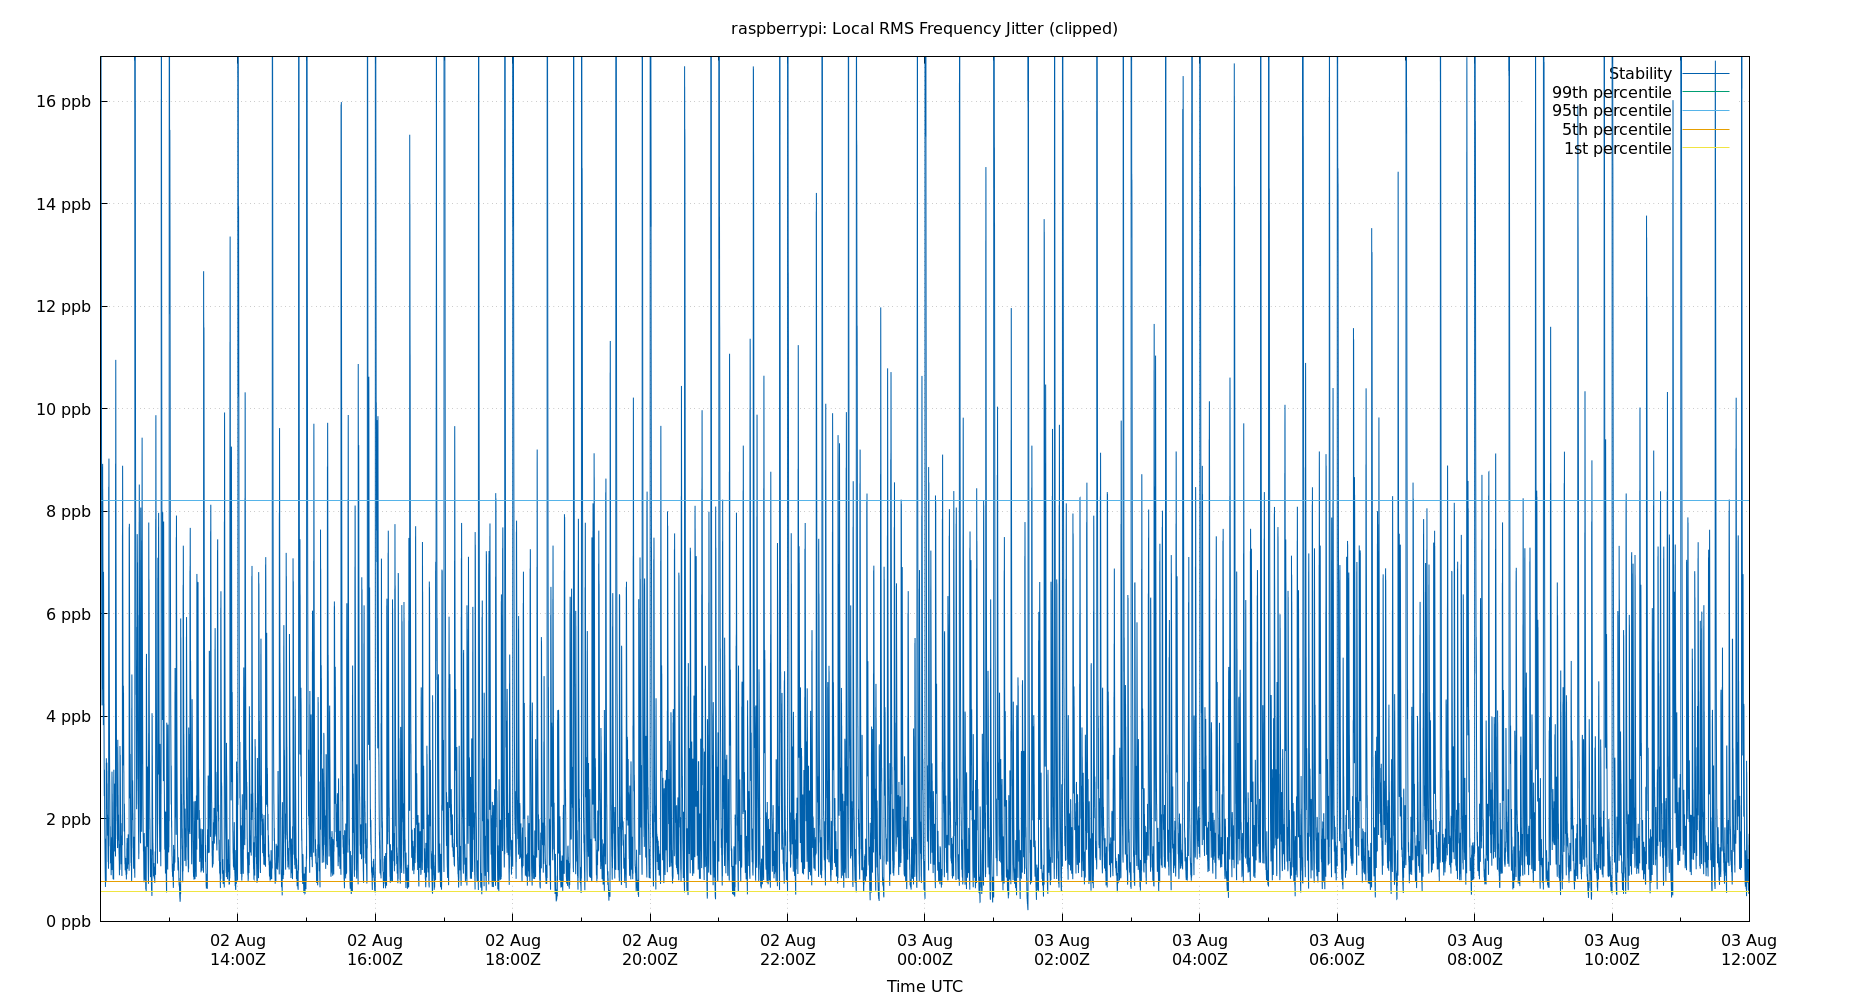 raspberrypi: Local RMS Frequency Jitter (clipped)
Stability
99th percentile
95th percentile
5th percentile
1st percentile
16 ppb
14 ppb
12 ppb
10 ppb
8 ppb
6 ppb
4 ppb
2 ppb
0 ppb
02 Aug 02 Aug 02 Aug 02 Aug 02 Aug 03 Aug 03 Aug 03 Aug 03 Aug 03 Aug 03 Aug 03 Aug
14:00Z 16:00Z 18:00Z 20:00Z 22:00Z 00:00Z 02:00Z 04:00Z 06:00Z 08:00Z 10:00Z 12:00Z
Time UTC